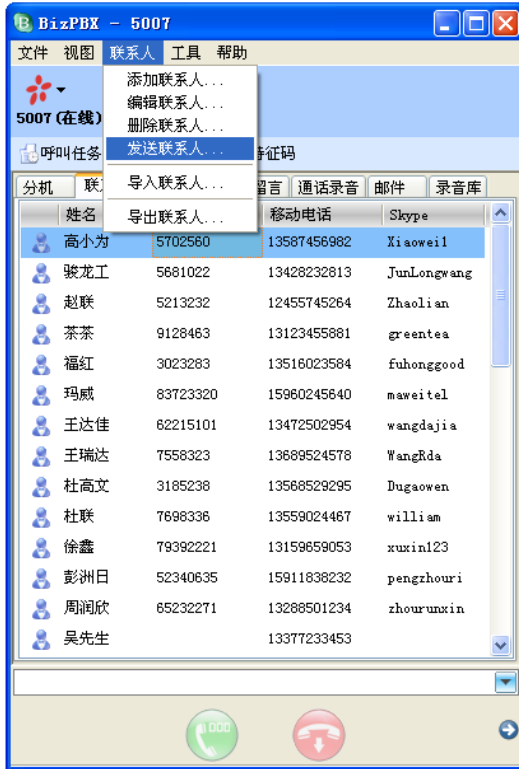 BizPBX - 5007
文件 视图 联系人 工具 帮助
添加联系人...
编辑联系人...
删除联系人...
发送联系人...
导入联系人...
导出联系人...
5007 (在线)
呼叫任务 特征码
分机 联 留言 通话录音 邮件 录音库
姓名 移动电话 Skype
高小为 5702560 13587456982 Xiaowei1
骏龙工 5681022 13428232813 JunLongwang
赵联 5213232 12455745264 Zhaolian
茶茶 9128463 13123455881 greentea
福红 3023283 13516023584 fuhonggood
玛威 83723320 15960245640 maweitel
王达佳 62215101 13472502954 wangdajia
王瑞达 7558323 13689524578 WangRda
杜高文 3185238 13568529295 Dugaowen
杜联 7698336 13559024467 william
徐鑫 79392221 13159659053 xuxin123
彭洲日 52340635 15911838232 pengzhouri
周润欣 65232271 13288501234 zhourunxin
吴先生 13377233453